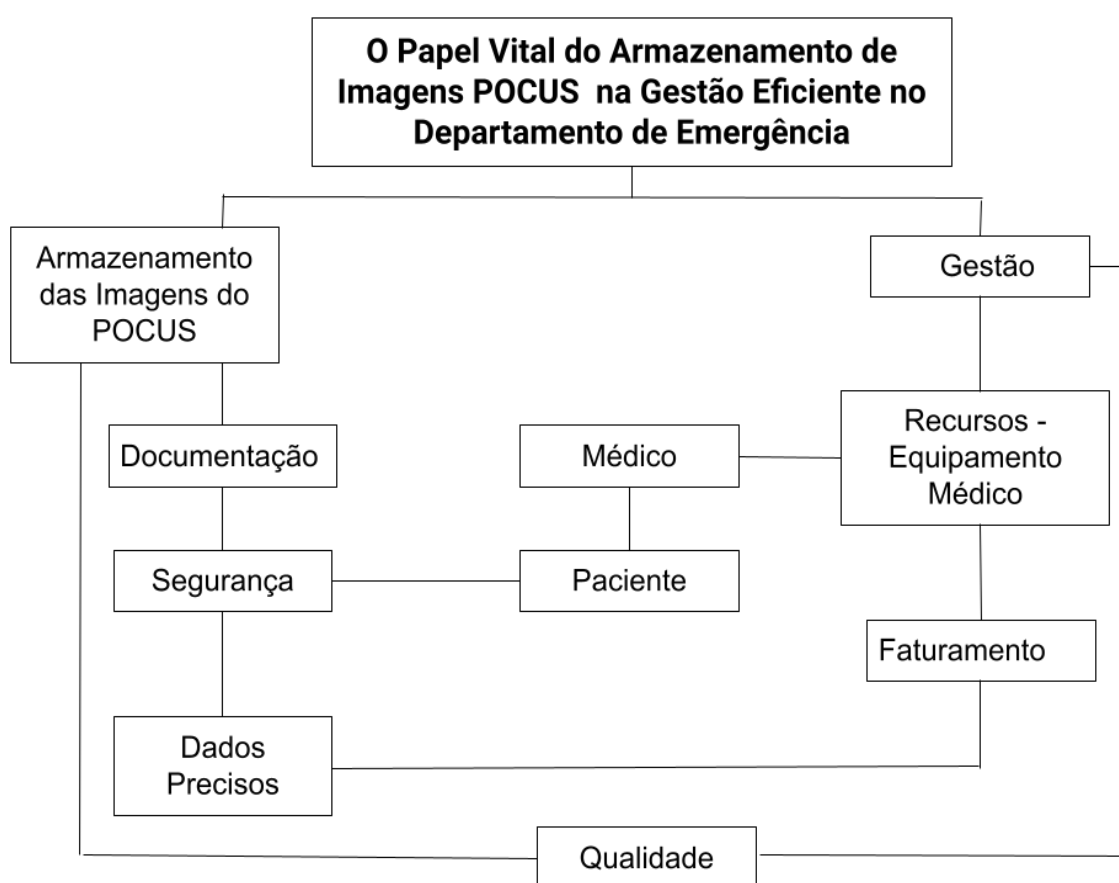 O Papel Vital do Armazenamento de
Imagens POCUS na Gestão Eficiente no
Departamento de Emergência
Armazenamento
das Imagens do
POCUS
Gestão
Documentação
Médico
Recursos -
Equipamento
Médico
Segurança
Paciente
Faturamento
Dados
Precisos
Qualidade